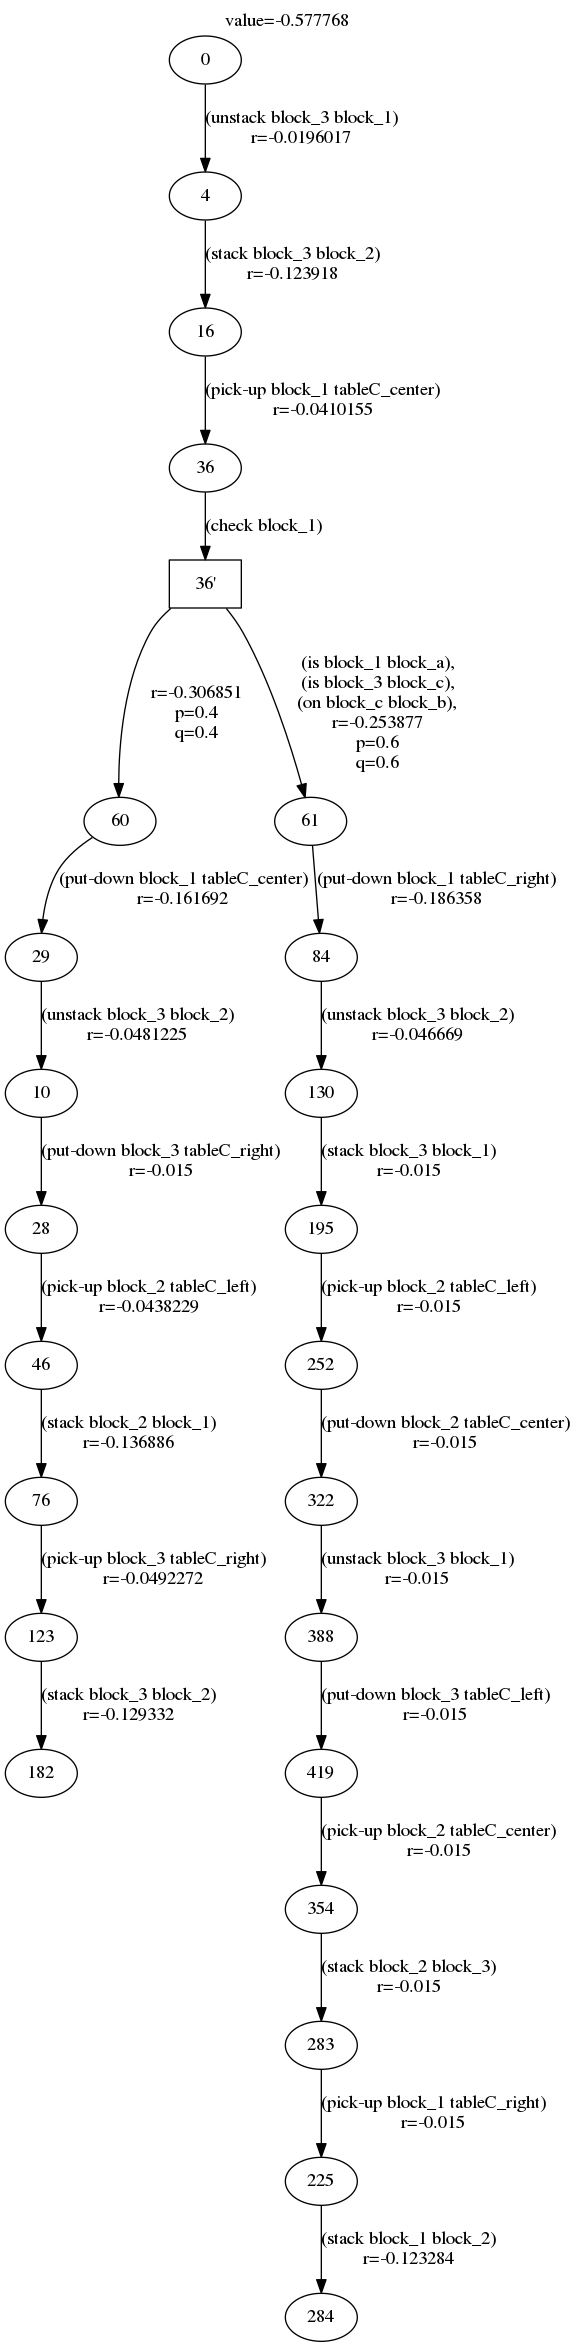 value=-0.577768
0
(unstack block_3 block_1)
r=-0.0196017
4
(stack block_3 block_2)
r=-0.123918
16
(pick-up block_1 tableC_center)
r=-0.0410155
36
(check block_1)
36'
r=-0.306851
p=0.4
q=0.4
(is block_1 block_a),
(is block_3 block_c),
(on block_c block_b),
r=-0.253877
p=0.6
q=0.6
60
61
(put-down block_1 tableC_center)
r=-0.161692
(put-down block_1 tableC_right)
r=-0.186358
29
84
(unstack block_3 block_2)
r=-0.0481225
(unstack block_3 block_2)
r=-0.046669
10
130
(put-down block_3 tableC_right)
r=-0.015
(stack block_3 block_1)
r=-0.015
28
195
(pick-up block_2 tableC_left)
r=-0.0438229
(pick-up block_2 tableC_left)
r=-0.015
46
252
(stack block_2 block_1)
r=-0.136886
(put-down block_2 tableC_center)
r=-0.015
76
322
(pick-up block_3 tableC_right)
r=-0.0492272
(unstack block_3 block_1)
r=-0.015
123
388
(stack block_3 block_2)
r=-0.129332
(put-down block_3 tableC_left)
r=-0.015
182
419
(pick-up block_2 tableC_center)
r=-0.015
354
(stack block_2 block_3)
r=-0.015
283
(pick-up block_1 tableC_right)
r=-0.015
225
(stack block_1 block_2)
r=-0.123284
284